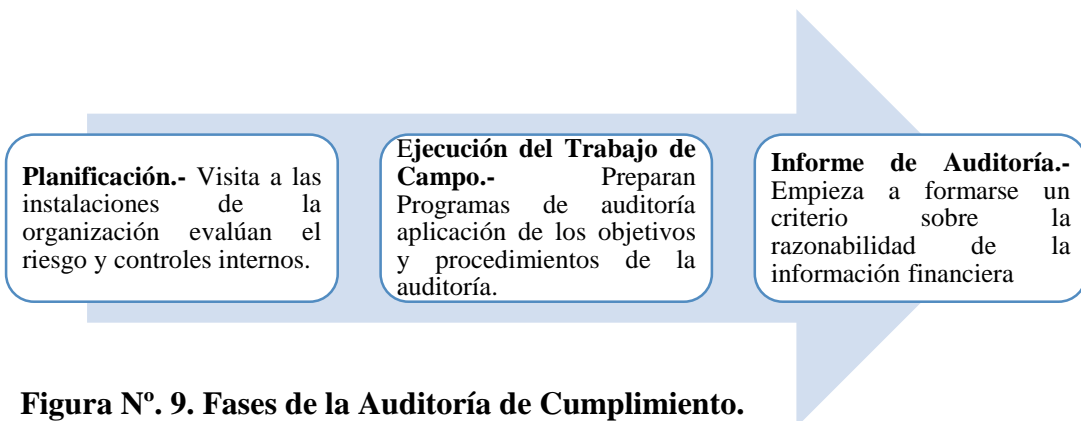 Planificación.- Visita a las
instalaciones de la
organización evalúan el
riesgo y controles internos.
Ejecución del Trabajo de
Campo.- Preparan
Programas de auditoría
aplicación de los objetivos
y procedimientos de la
auditoría.
Informe de Auditoría.-
Empieza a formarse un
criterio sobre la
razonabilidad de la
información financiera
Figura Nº. 9. Fases de la Auditoría de Cumplimiento.